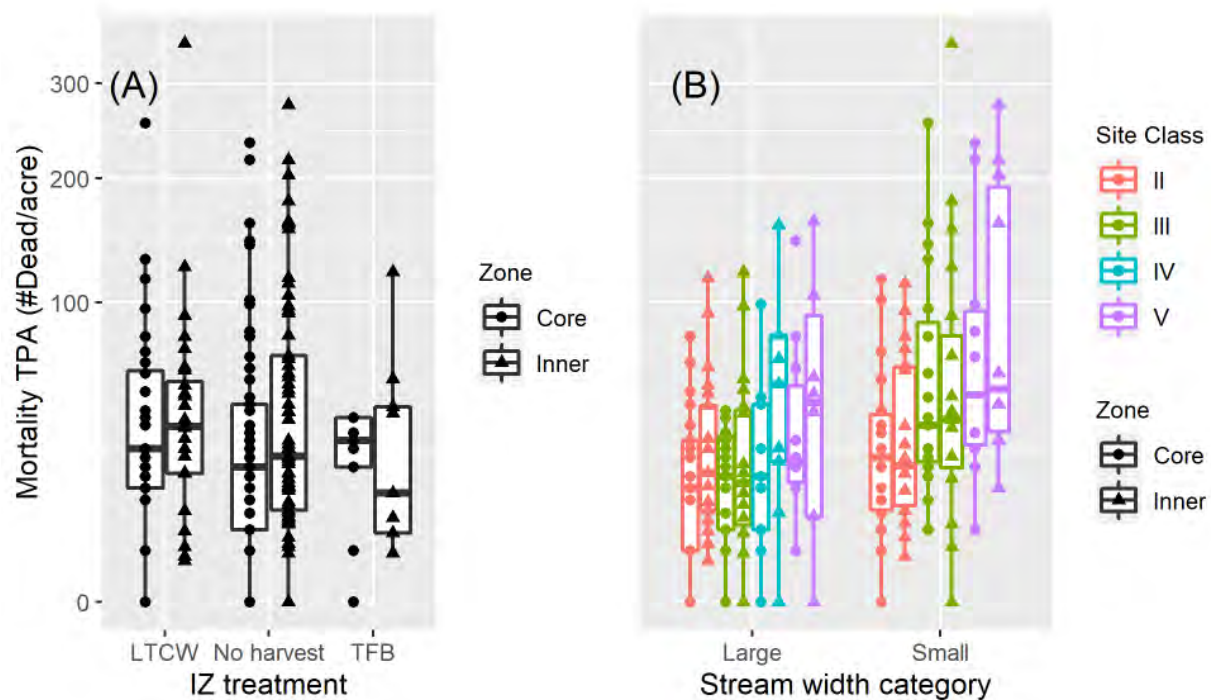 (A)
300
200
100
0
Mortality TPA (#Dead/acre)
LTCW No harvest TFB
IZ treatment
Zone
Core
Inner
(B)
Large Small
Stream width category
Site Class
II
III
IV
V
Zone
Core
Inner